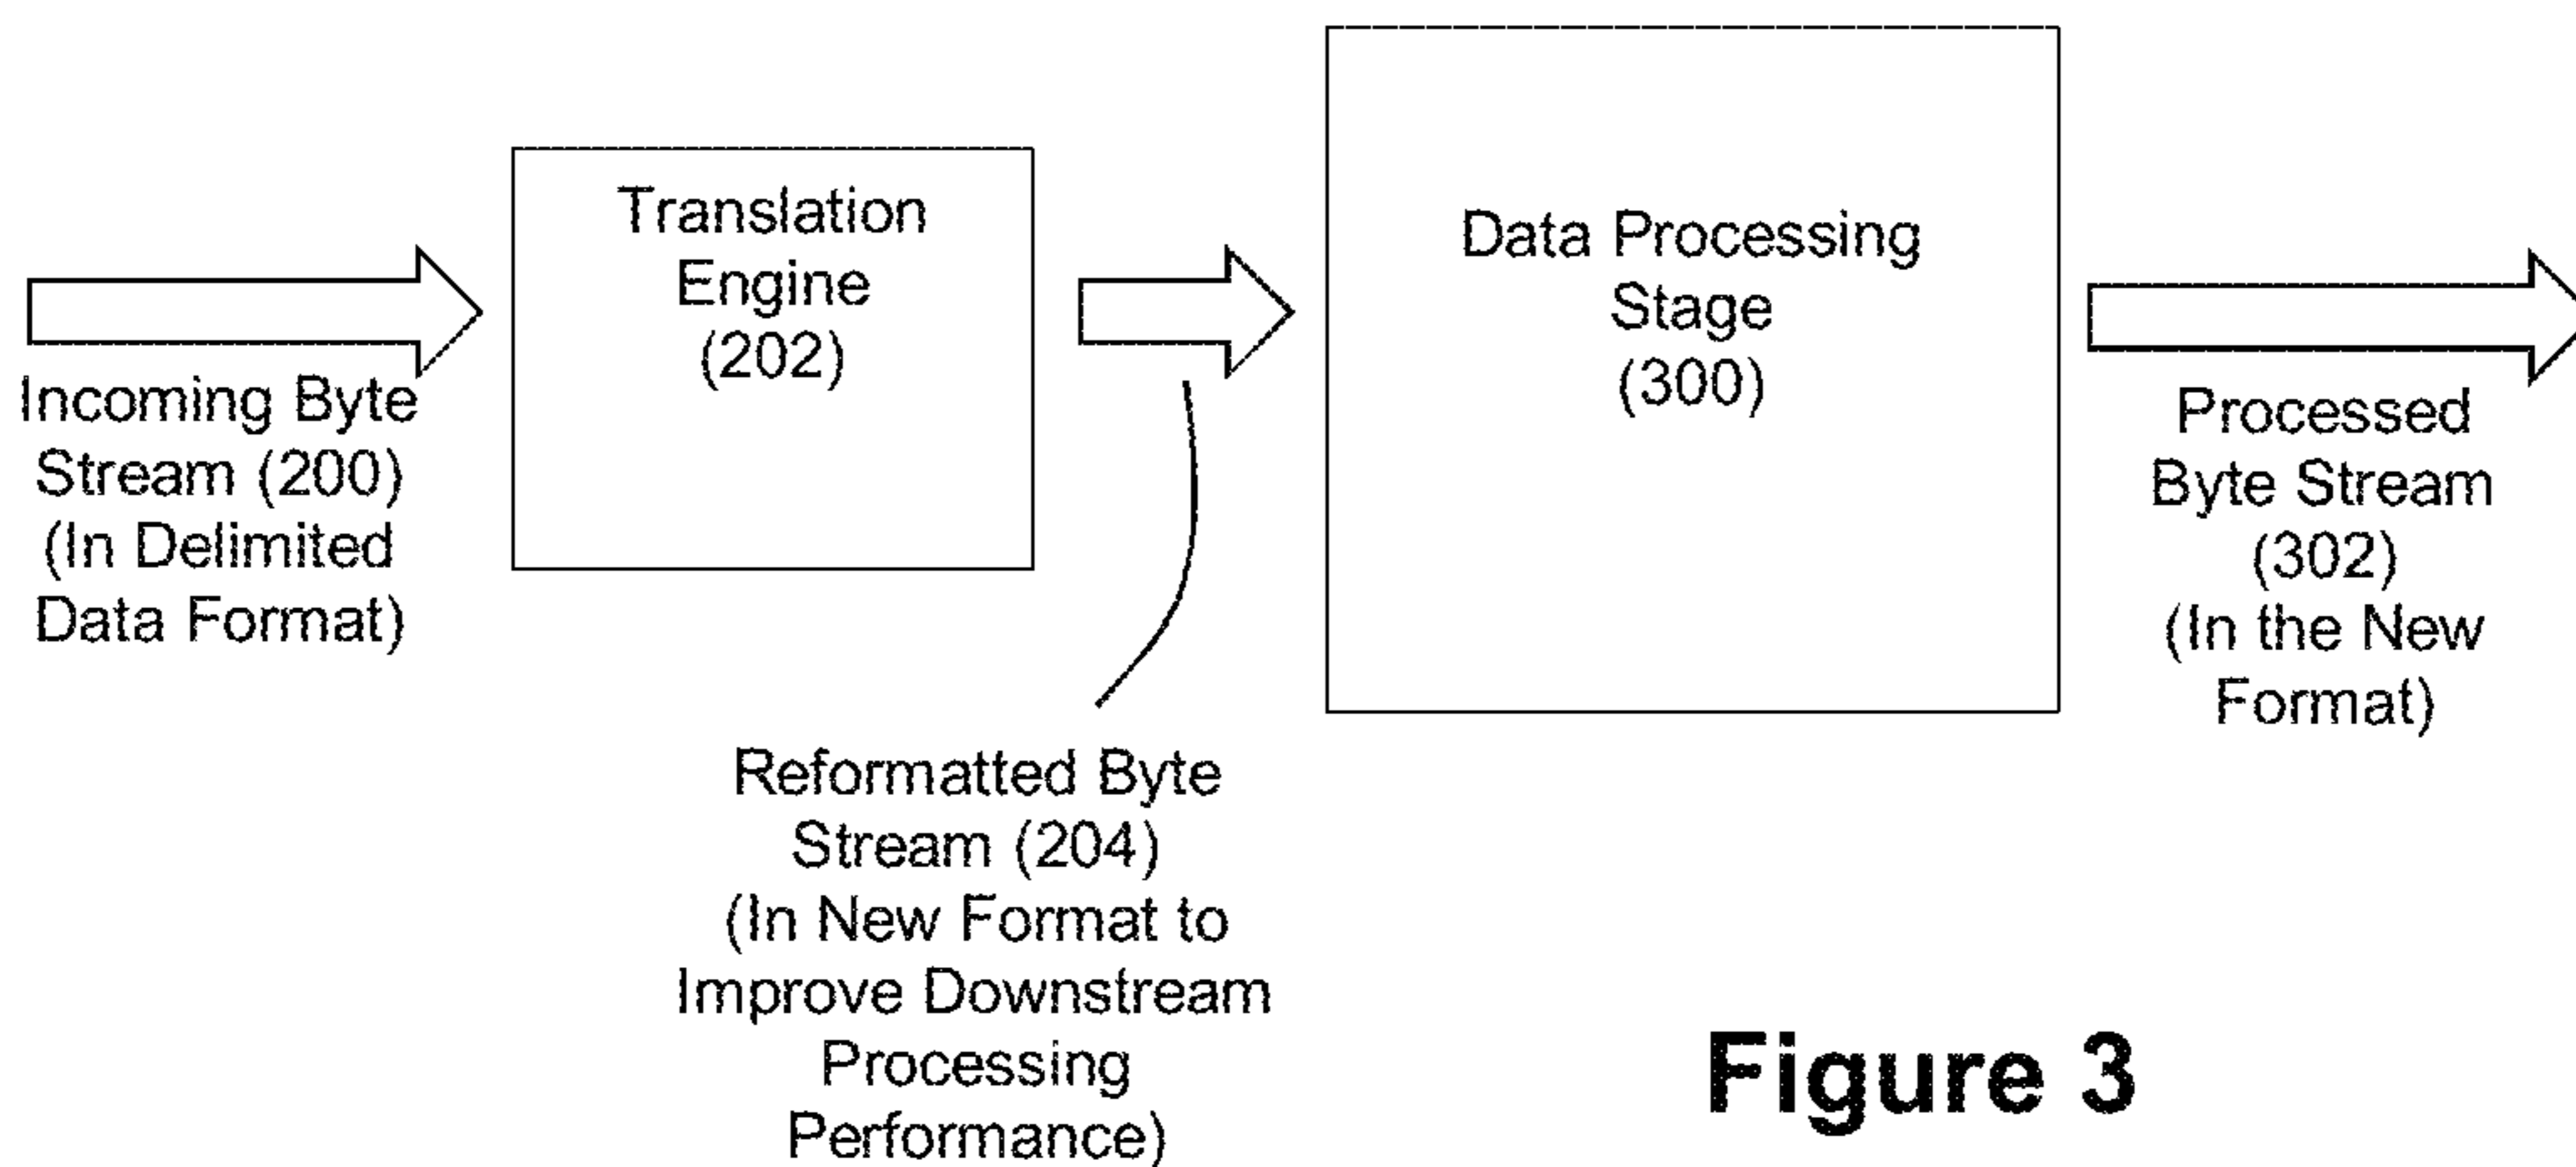 Translation
Engine
(202)
Data Processing
Stage
(300)
Incoming Byte
Stream (200)
(In Delimited
Data Format)
Processed
Byte Stream
(302)
(In the New
Format)
Reformatted Byte
Stream (204)
(In New Format to
Improve Downstream
Processing
Performance)
Figure 3